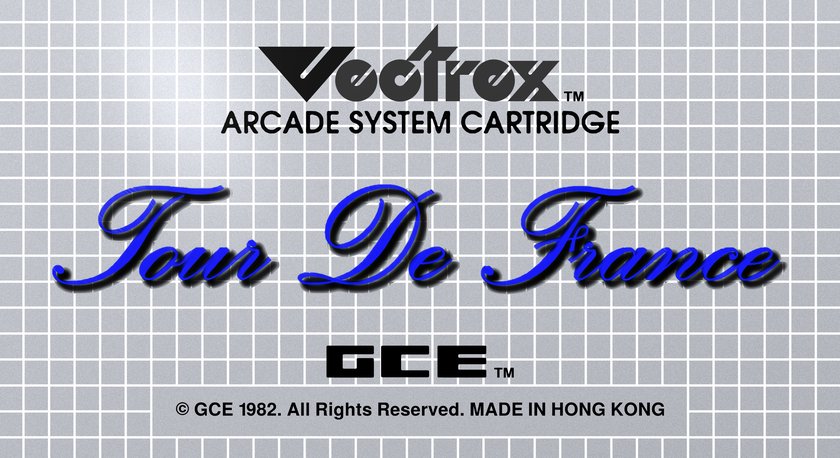 Vectrex™
ARCADE SYSTEM CARTRIDGE
Tour De France
GCE™
© GCE 1982. All Rights Reserved. MADE IN HONG KONG